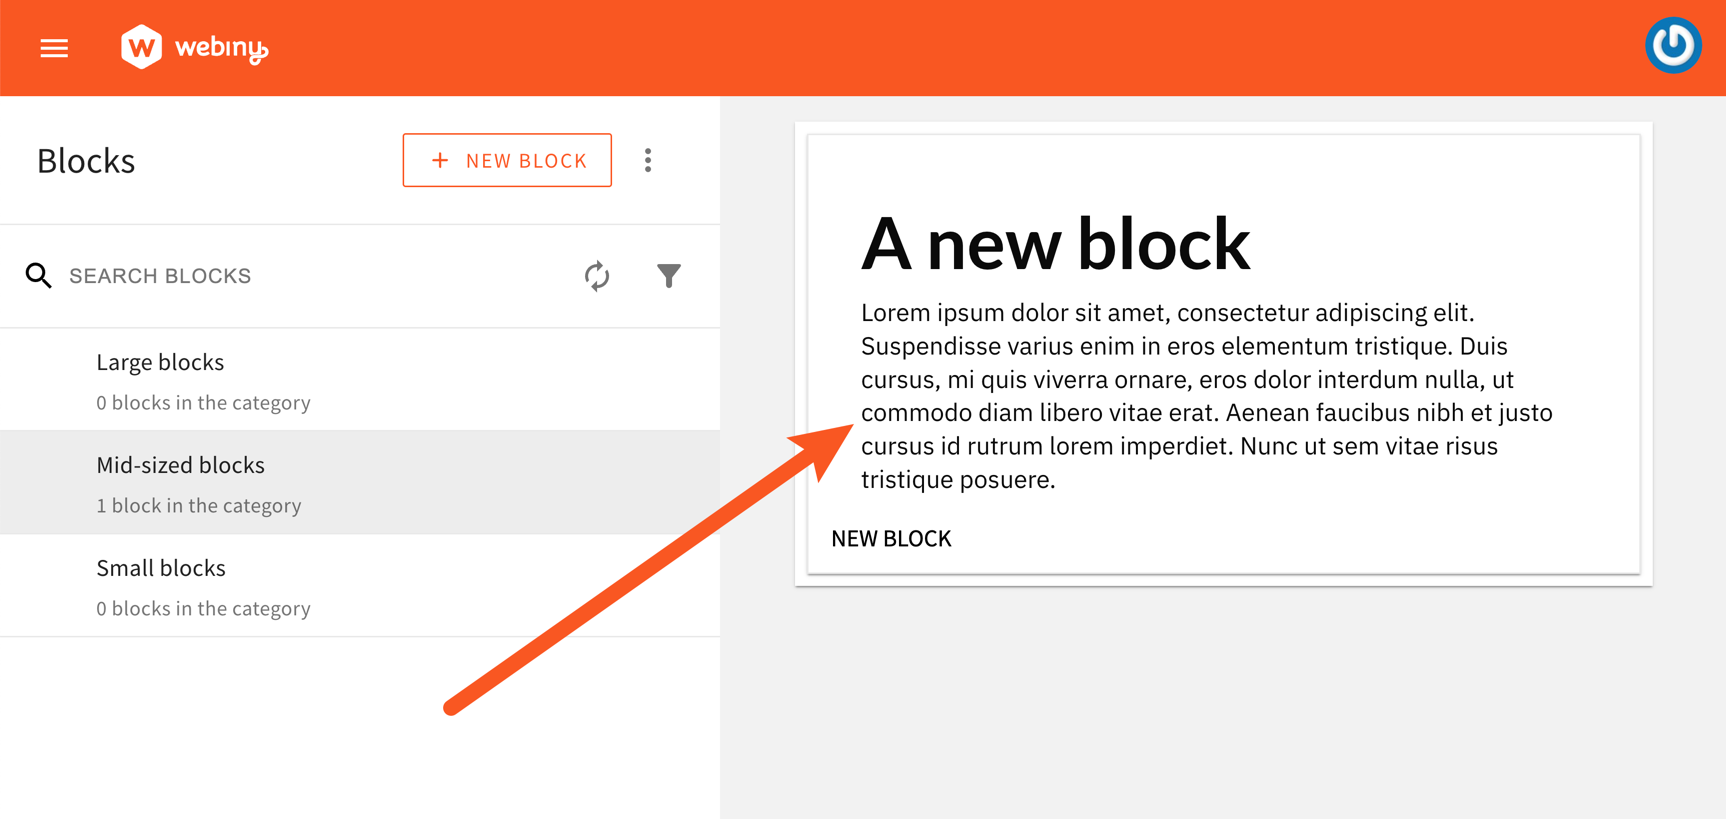 webiny
Blocks
+ NEW BLOCK
SEARCH BLOCKS
Large blocks
0 blocks in the category
Mid-sized blocks
1 block in the category
Small blocks
0 blocks in the category
A new block
Lorem ipsum dolor sit amet, consectetur adipiscing elit.
Suspendisse varius enim in eros elementum tristique. Duis
cursus, mi quis viverra ornare, eros dolor interdum nulla, ut
commodo diam libero vitae erat. Aenean faucibus nibh et justo
cursus id rutrum lorem imperdiet. Nunc ut sem vitae risus
tristique posuere.
NEW BLOCK